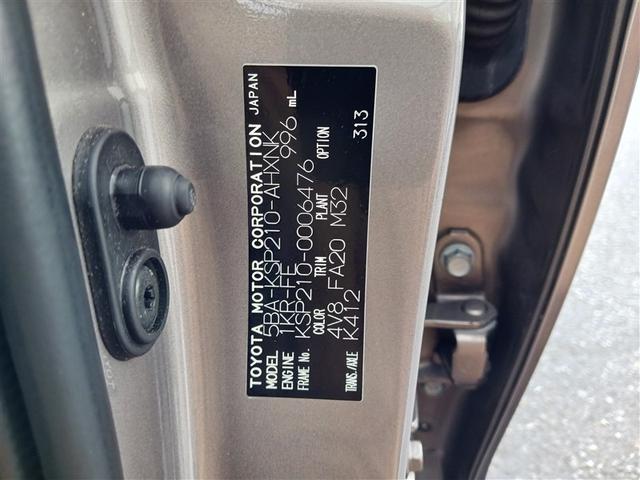 TOYOTA MOTOR CORPORATION JAPAN
MODEL 5BA-KSP210-AHXNK
ENGINE 1KR-FE 996 mL
FRAME No. KSP210-0006476
COLOR TRIM PLANT OPTION
4V8 FA20 M32 313
TRANS./AXLE K412